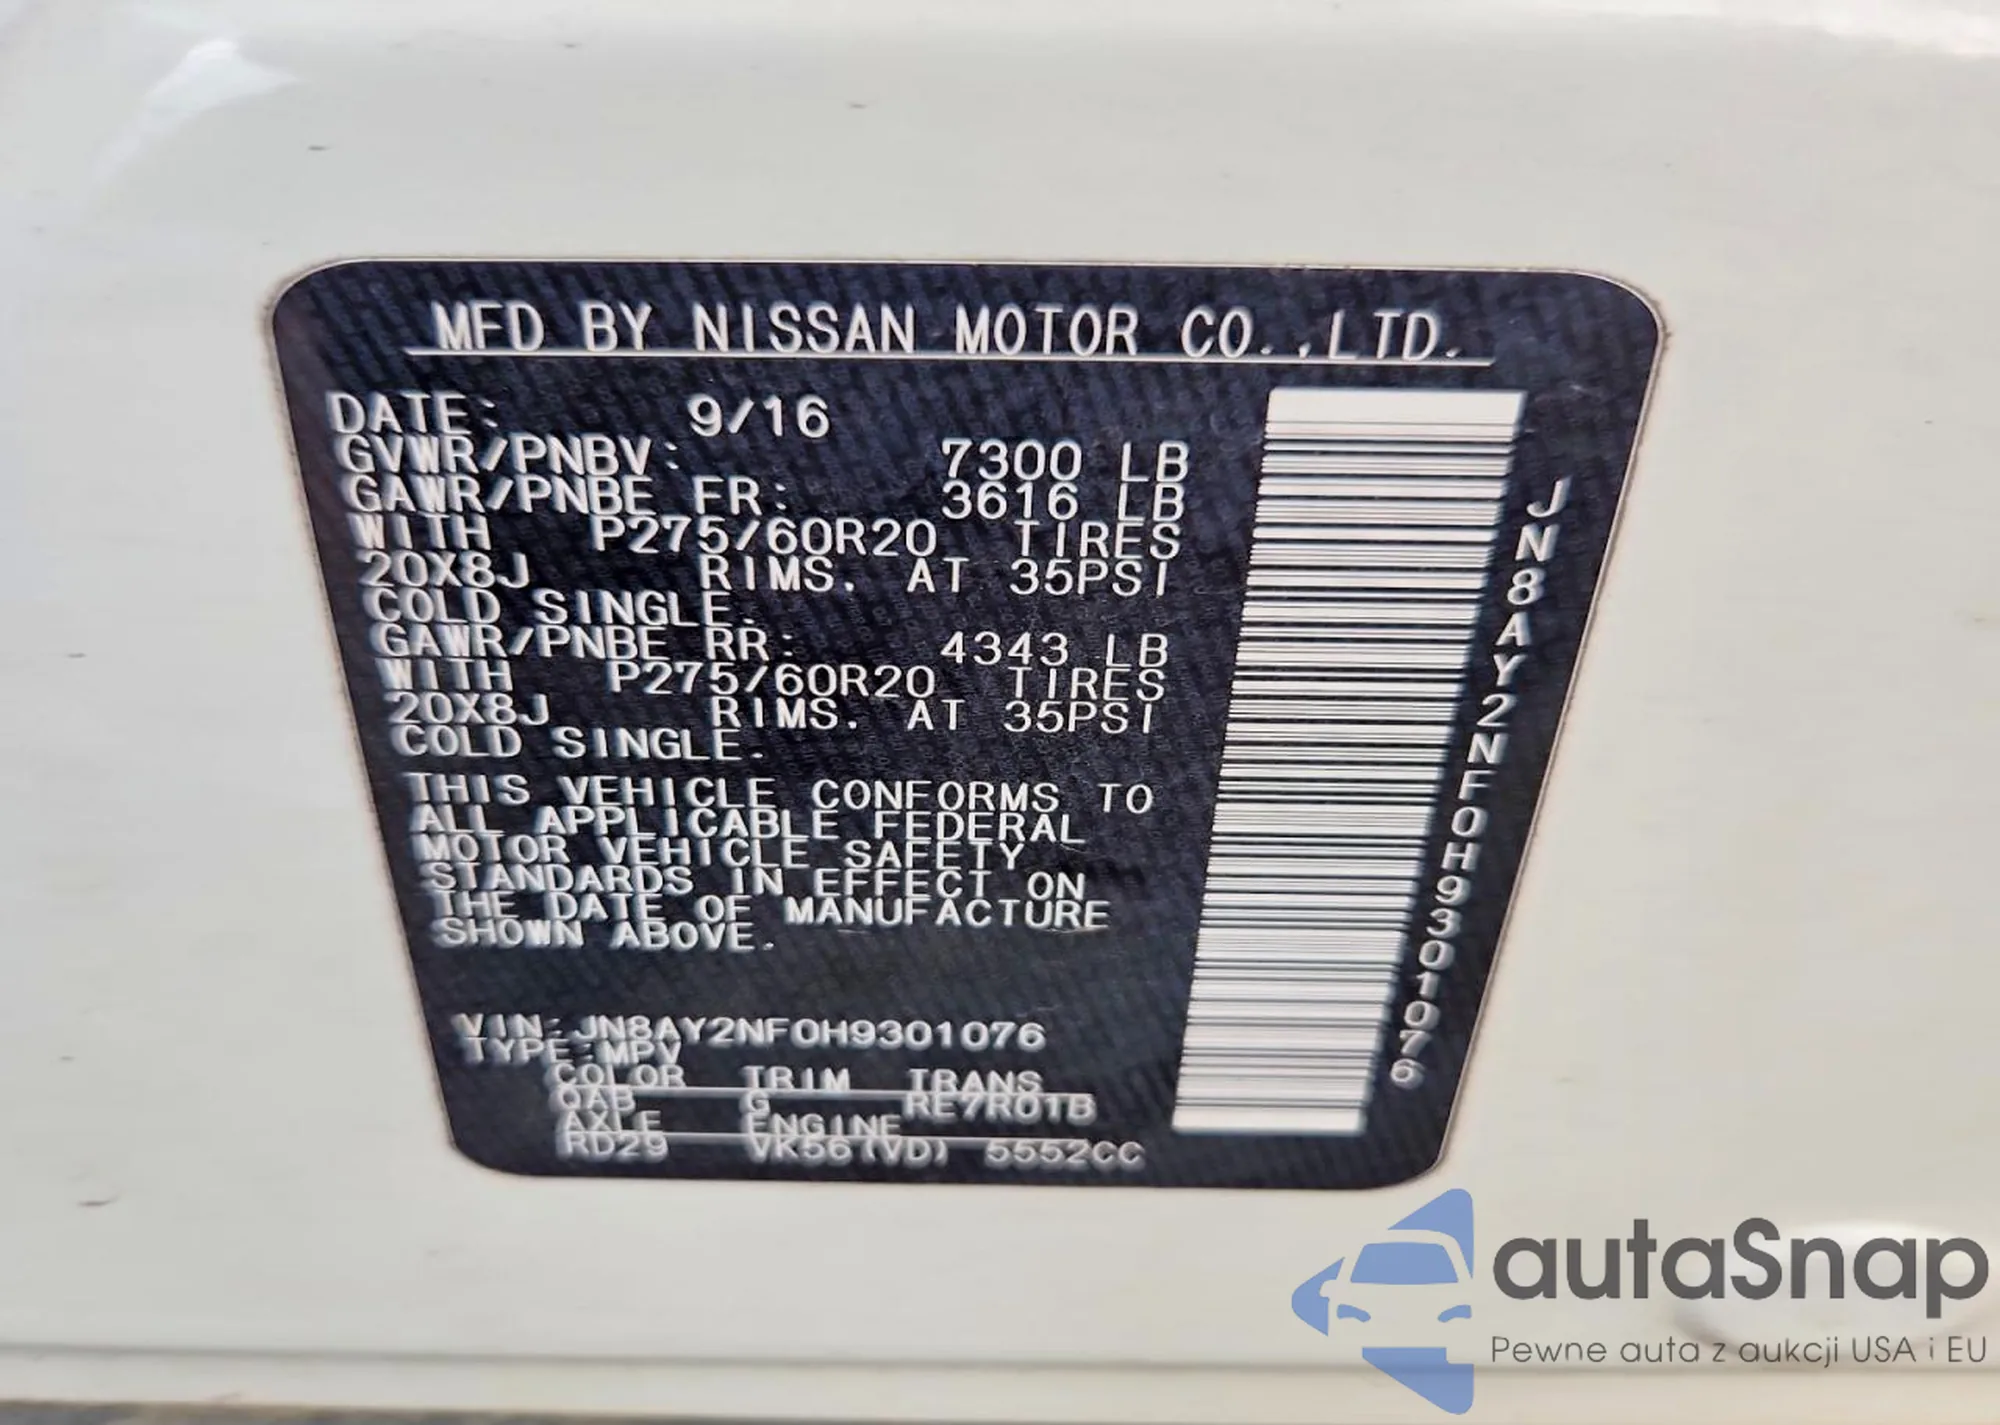 MFD BY NISSAN MOTOR CO.,LTD.
DATE: 9/16
GVWR/PNBV: 7300 LB
GAWR/PNBE FR: 3616 LB
WITH P275/60R20 TIRES
20X8J RIMS. AT 35PSI
COLD SINGLE.
GAWR/PNBE RR: 4343 LB
WITH P275/60R20 TIRES
20X8J RIMS. AT 35PSI
COLD SINGLE.
THIS VEHICLE CONFORMS TO
ALL APPLICABLE FEDERAL
MOTOR VEHICLE SAFETY
STANDARDS IN EFFECT ON
THE DATE OF MANUFACTURE
SHOWN ABOVE.
VIN: JN8AY2NF0H9301076
TYPE:MPV
COLOR TRIM TRANS
QAB G RE7R01B
AXLE ENGINE
RD29 VK56(VD) 5552CC
JN8AY2NF0H9301076
autaSnap
Pewne auta z aukcji USA i EU